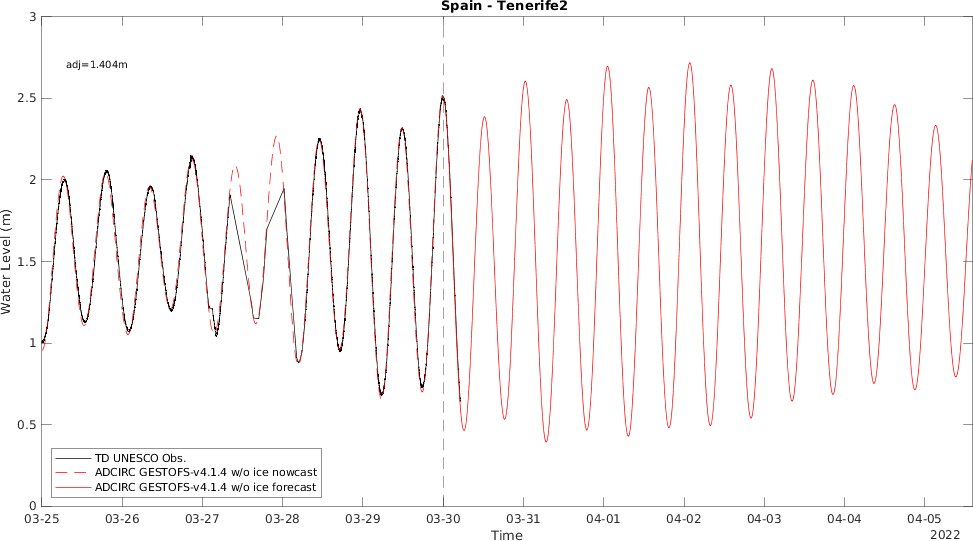 Spain - Tenerife2
3
adj=1.404m
2.5
2
1.5
1
0.5
0
Water Level (m)
TD UNESCO Obs.
ADCIRC GESTOFS-v4.1.4 w/o ice nowcast
ADCIRC GESTOFS-v4.1.4 w/o ice forecast
03-25 03-26 03-27 03-28 03-29 03-30 03-31 04-01 04-02 04-03 04-04 04-05
Time
2022